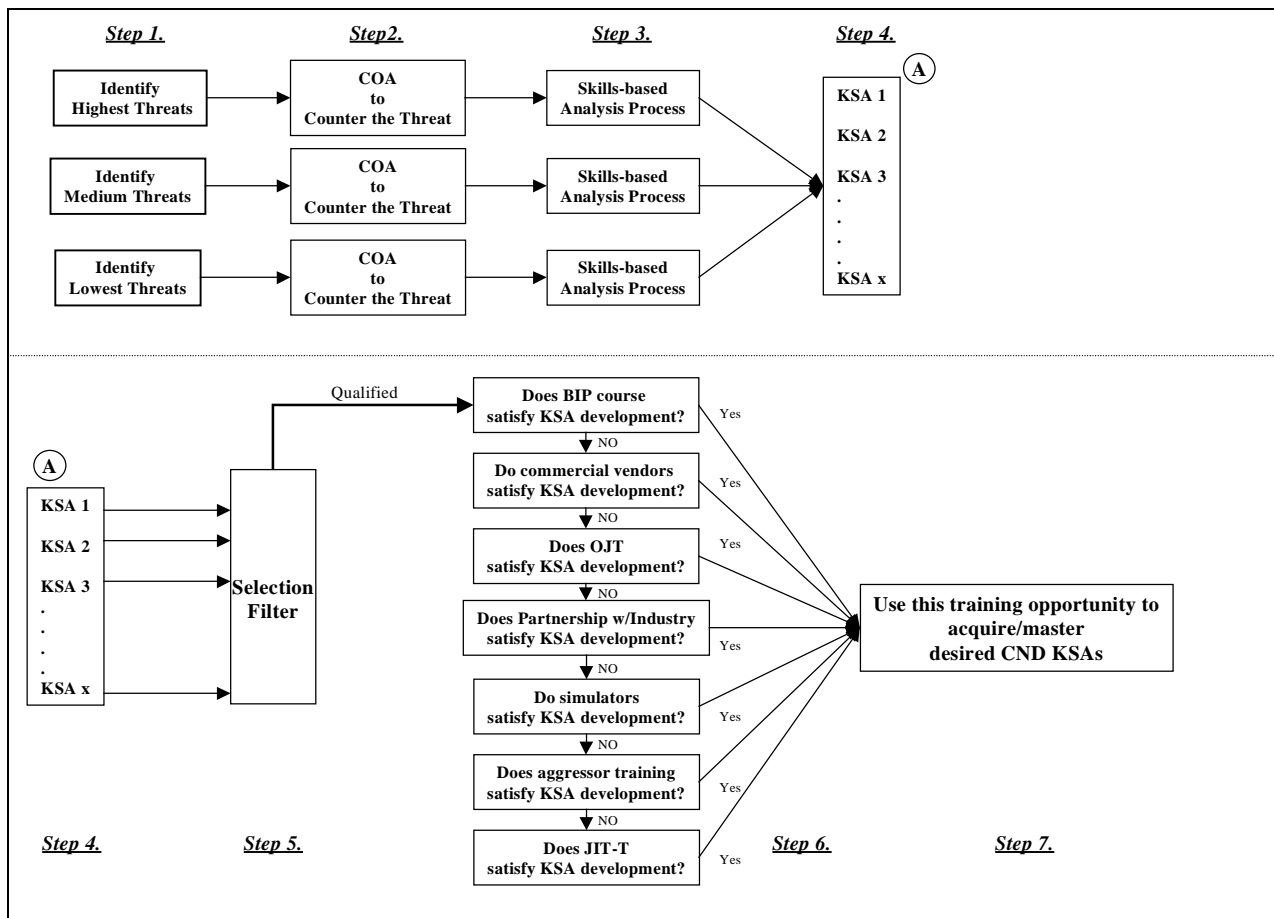 Step 1.
Step2.
Step 3.
Step 4.
A
Identify
Highest Threats
COA
to
Counter the Threat
Skills-based
Analysis Process
Identify
Medium Threats
COA
to
Counter the Threat
Skills-based
Analysis Process
Identify
Lowest Threats
COA
to
Counter the Threat
Skills-based
Analysis Process
KSA 1
KSA 2
KSA 3
.
.
.
.
KSA x
A
KSA 1
KSA 2
KSA 3
.
.
.
.
KSA x
Selection
Filter
Qualified
Does BIP course
satisfy KSA development?
Yes
NO
Do commercial vendors
satisfy KSA development?
Yes
NO
Does OJT
satisfy KSA development?
Yes
NO
Does Partnership w/Industry
satisfy KSA development?
Yes
NO
Do simulators
satisfy KSA development?
Yes
NO
Does aggressor training
satisfy KSA development?
Yes
NO
Does JIT-T
satisfy KSA development?
Yes
Use this training opportunity to
acquire/master
desired CND KSAs
Step 4.
Step 5.
Step 6.
Step 7.